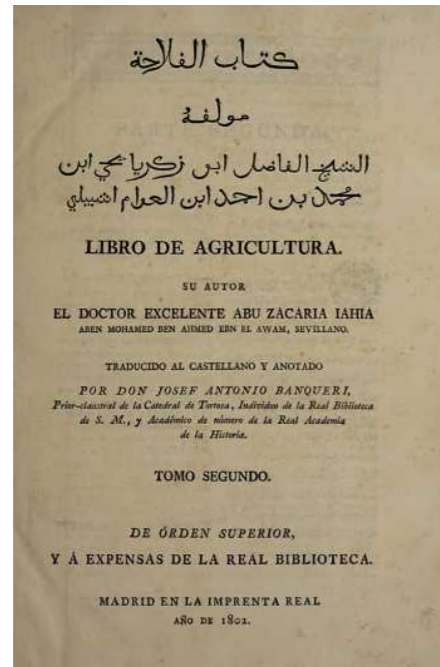 كتاب الفلاحة
مولفه
الشيخ الفاضل ابو زكريا يحيى ابن
محمد بن احمد ابن العوام اشبيلي
LIBRO DE AGRICULTURA.
SU AUTOR
EL DOCTOR EXCELENTE ABU ZACARIA IAHIA
ABEN MOHAMED BEN AHMED EBN EL AWAM, SEVILLANO.
TRADUCIDO AL CASTELLANO Y ANOTADO
POR DON JOSEF ANTONIO BANQUERI,
Prior-claustral de la Catedral de Tortosa, Individuo de la Real Biblioteca
de S. M., y Académico de número de la Real Academia
de la Historia.
TOMO SEGUNDO.
DE ÓRDEN SUPERIOR,
Y Á EXPENSAS DE LA REAL BIBLIOTECA.
MADRID EN LA IMPRENTA REAL
AÑO DE 1802.